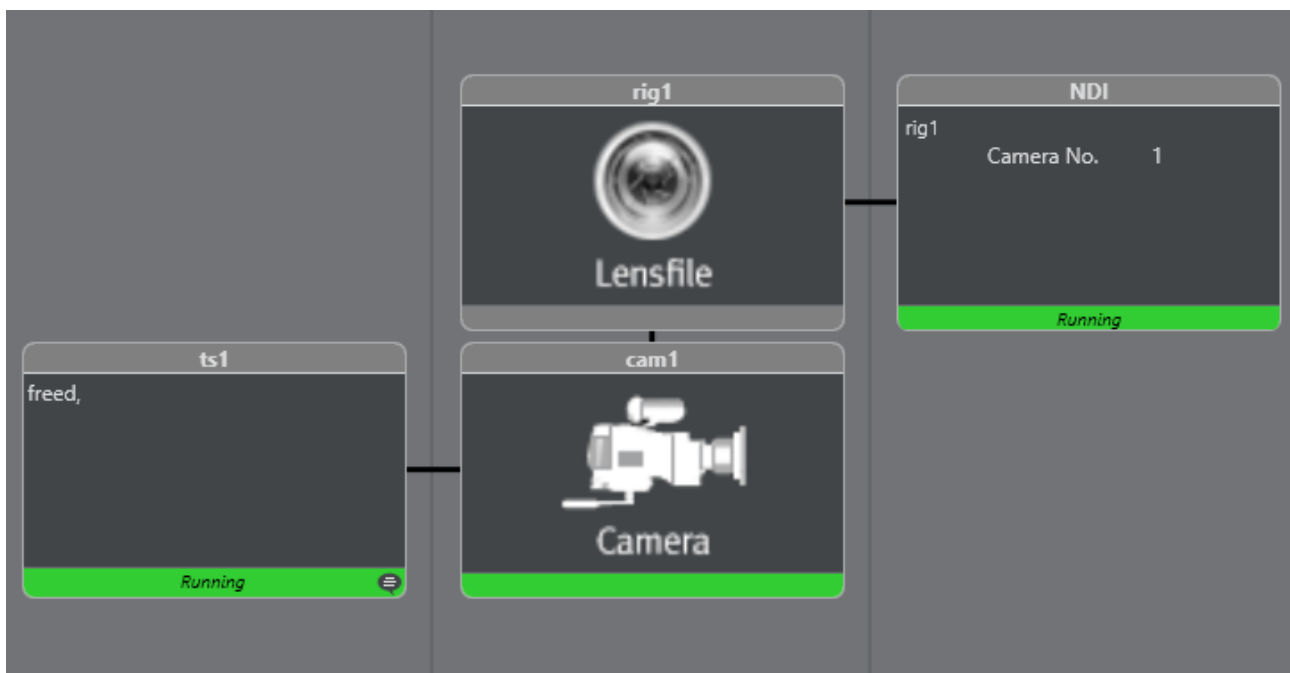 rig1
Lensfile
NDI
rig1
Camera No. 1
Running
ts1
freed,
Running
cam1
Camera